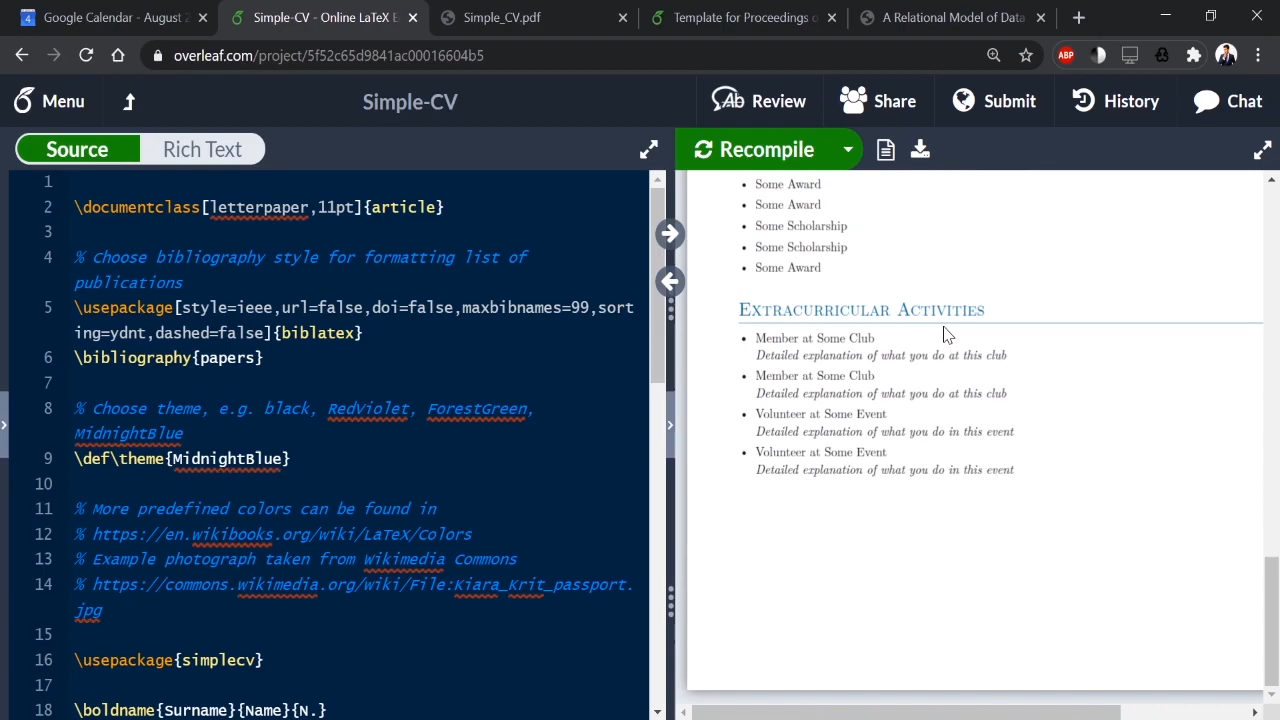 Google Calendar - August 2
Simple-CV - Online LaTeX E
Simple_CV.pdf
Template for Proceedings o
A Relational Model of Data
overleaf.com/project/5f52c65d9841ac00016604b5
ABP
Menu
Simple-CV
Ab Review
Share
Submit
History
Chat
Source
Rich Text
Recompile
1
2 \documentclass[letterpaper,11pt]{article}
3
4 % Choose bibliography style for formatting list of
publications
5 \usepackage[style=ieee,url=false,doi=false,maxbibnames=99,sort
ing=ydnt,dashed=false]{biblatex}
6 \bibliography{papers}
7
8 % Choose theme, e.g. black, RedViolet, ForestGreen,
MidnightBlue
9 \def\theme{MidnightBlue}
10
11 % More predefined colors can be found in
12 % https://en.wikibooks.org/wiki/LaTeX/Colors
13 % Example photograph taken from Wikimedia Commons
14 % https://commons.wikimedia.org/wiki/File:Kiara_Krit_passport.
jpg
15
16 \usepackage{simplecv}
17
18 \boldname{Surname}{Name}{N.}
• Some Award
• Some Award
• Some Scholarship
• Some Scholarship
• Some Award
Extracurricular Activities
• Member at Some Club
Detailed explanation of what you do at this club
• Member at Some Club
Detailed explanation of what you do at this club
• Volunteer at Some Event
Detailed explanation of what you do in this event
• Volunteer at Some Event
Detailed explanation of what you do in this event